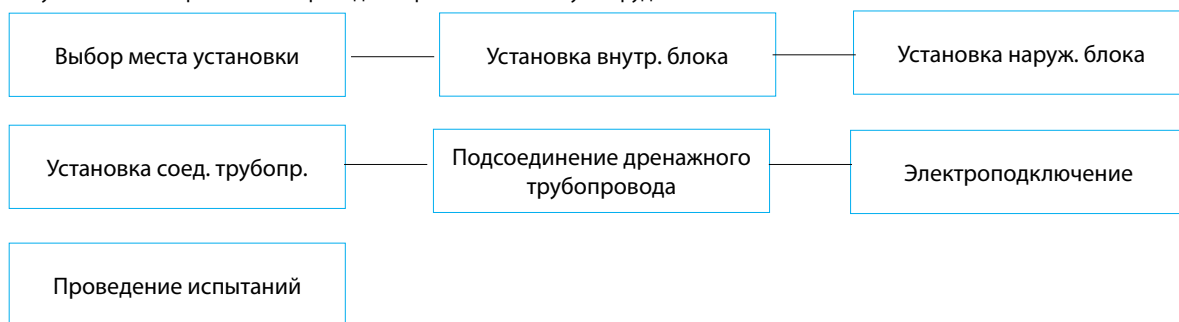 Выбор места установки
Установка внутр. блока
Установка наруж. блока
Установка соед. трубопр.
Подсоединение дренажного
трубопровода
Электроподключение
Проведение испытаний